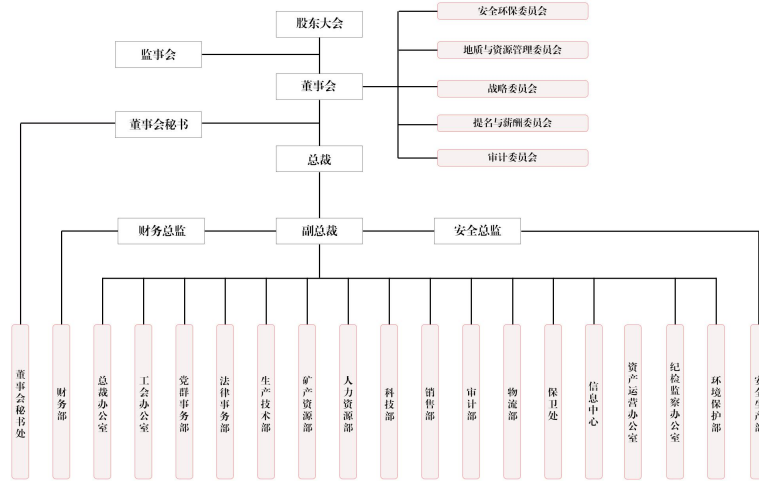 股东大会
监事会
董事会
安全环保委员会
地质与资源管理委员会
战略委员会
提名与薪酬委员会
审计委员会
董事会秘书
总裁
财务总监
副总裁
安全总监
董事会秘书处
财务部
总裁办公室
工会办公室
党群事务部
法律事务部
生产技术部
矿产资源部
人力资源部
科技部
销售部
审计部
物流部
保卫处
信息中心
资产运营办公室
纪检监察办公室
环境保护部
安全生产部